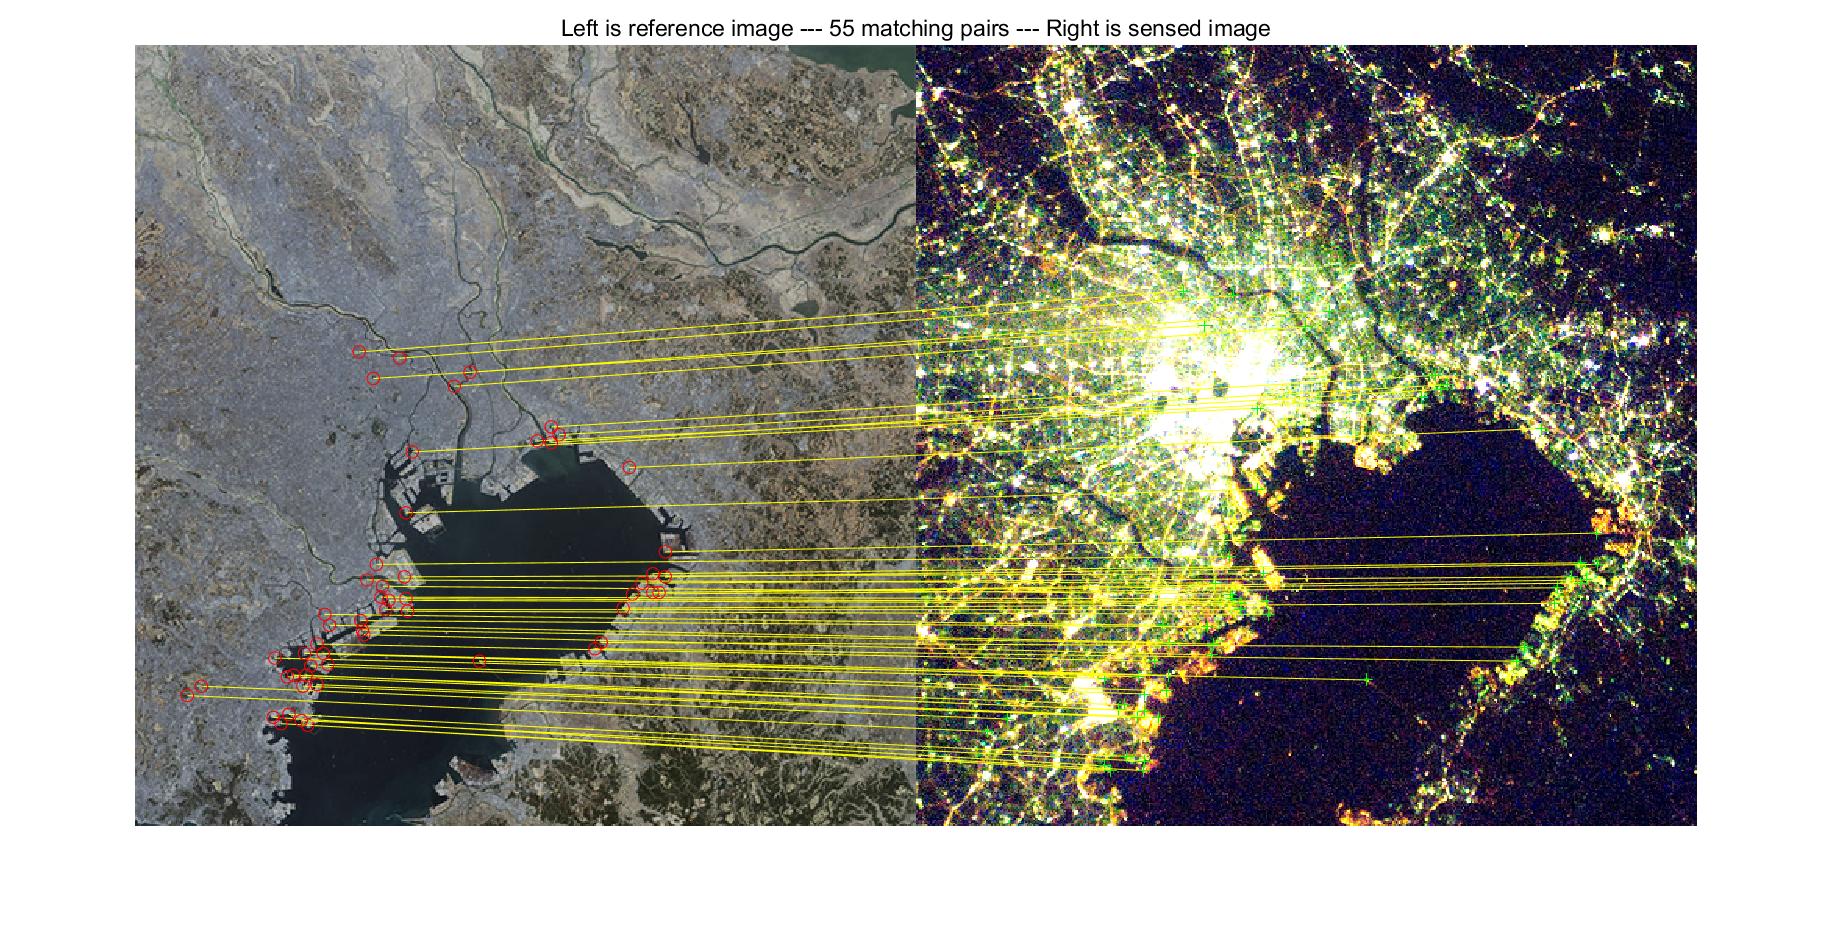 Left is reference image --- 55 matching pairs --- Right is sensed image